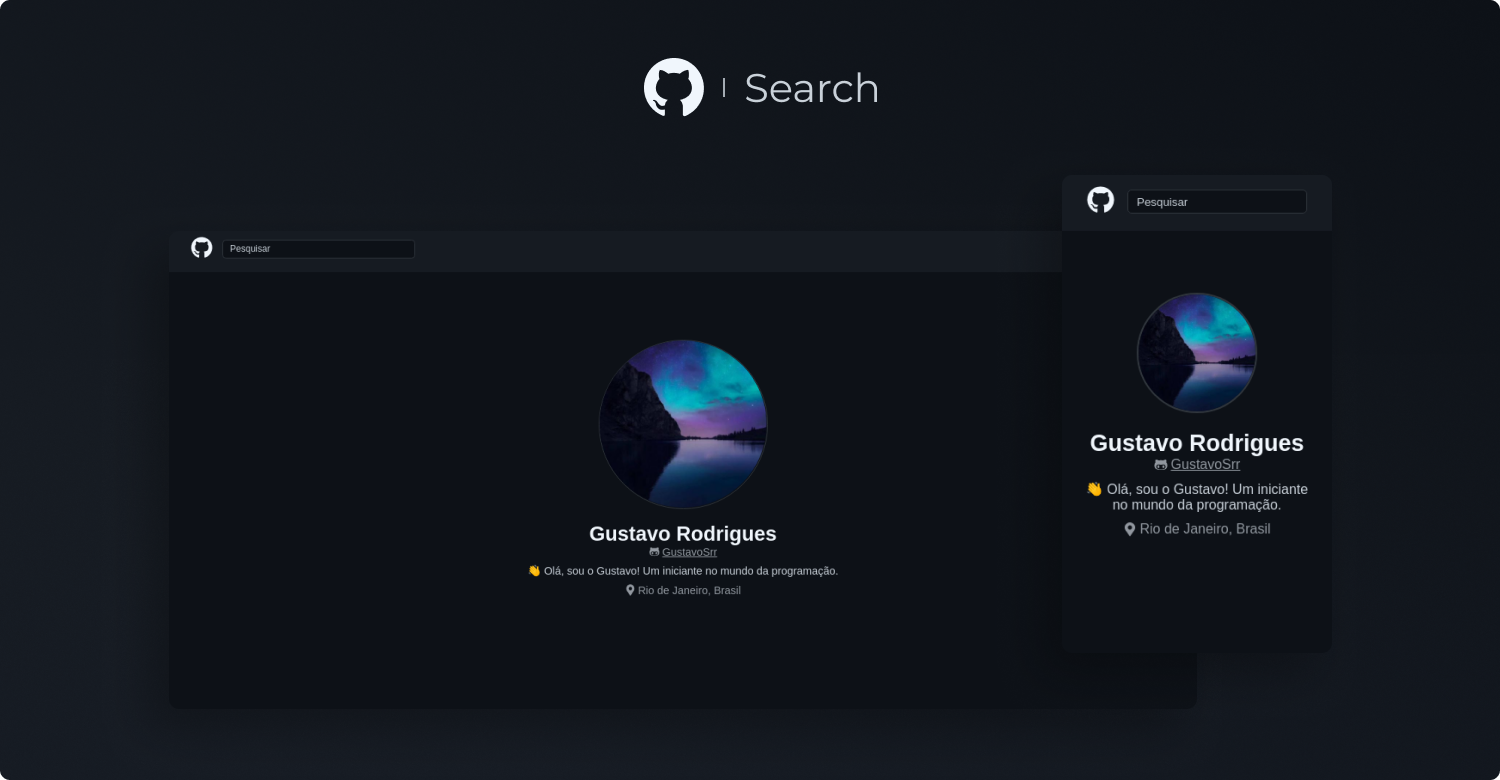 Search
Pesquisar
Gustavo Rodrigues
GustavoSrr
👋 Olá, sou o Gustavo! Um iniciante no mundo da programação.
Rio de Janeiro, Brasil
Pesquisar
Gustavo Rodrigues
GustavoSrr
👋 Olá, sou o Gustavo! Um iniciante
no mundo da programação.
Rio de Janeiro, Brasil